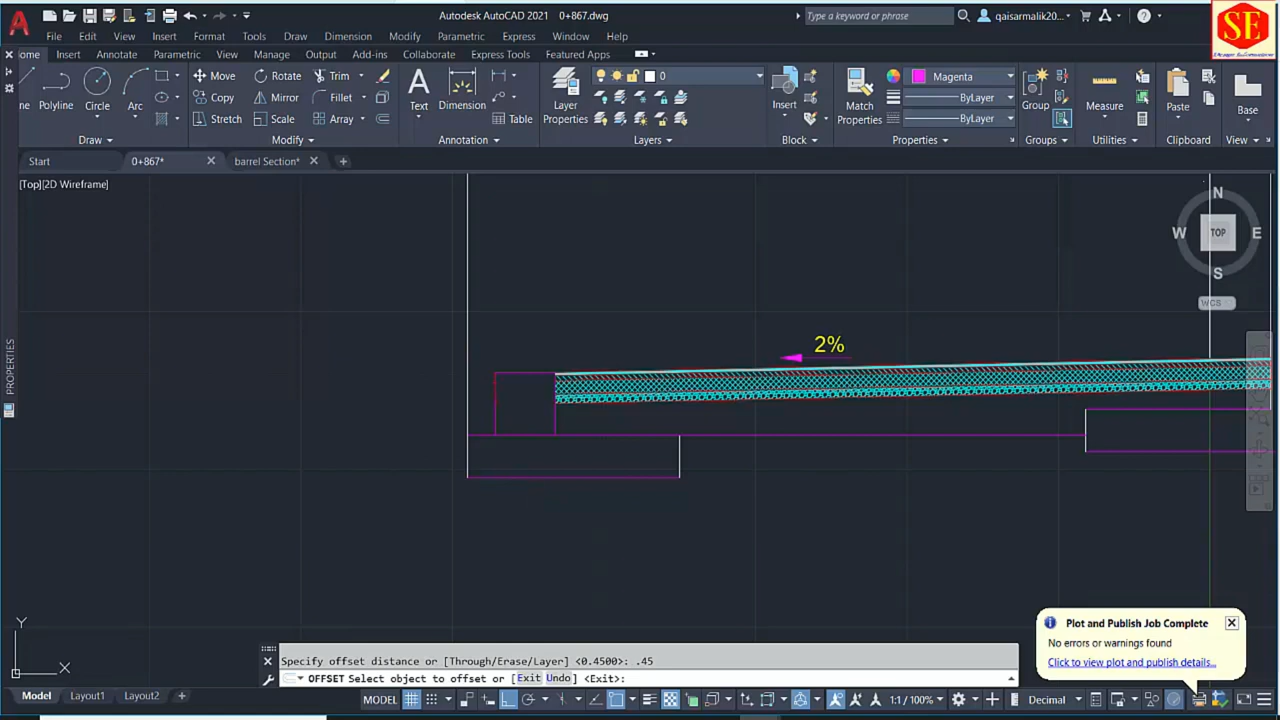 Autodesk AutoCAD 2021 0+867.dwg
Type a keyword or phrase
qaisarmalik20...
SE
File Edit View Insert Format Tools Draw Dimension Modify Parametric Express Window Help
ome Insert Annotate Parametric View Manage Output Add-ins Collaborate Express Tools Featured Apps
Move Rotate Trim 0 Magenta
Copy Mirror Fillet ByLayer
Stretch Scale Array Table ByLayer
ne Polyline Circle Arc Text Dimension Layer Properties Insert Match Properties Group Measure Paste Base
Draw Modify Annotation Layers Block Properties Groups Utilities Clipboard View
Start 0+867* barrel Section*
[Top][2D Wireframe]
N
W TOP E
S
WCS
2%
PROPERTIES
Y
X
Plot and Publish Job Complete
No errors or warnings found
Click to view plot and publish details...
Specify offset distance or [Through/Erase/Layer] <0.4500>: .45
OFFSET Select object to offset or [Exit Undo] <Exit>:
Model Layout1 Layout2 MODEL 1:1 / 100% Decimal